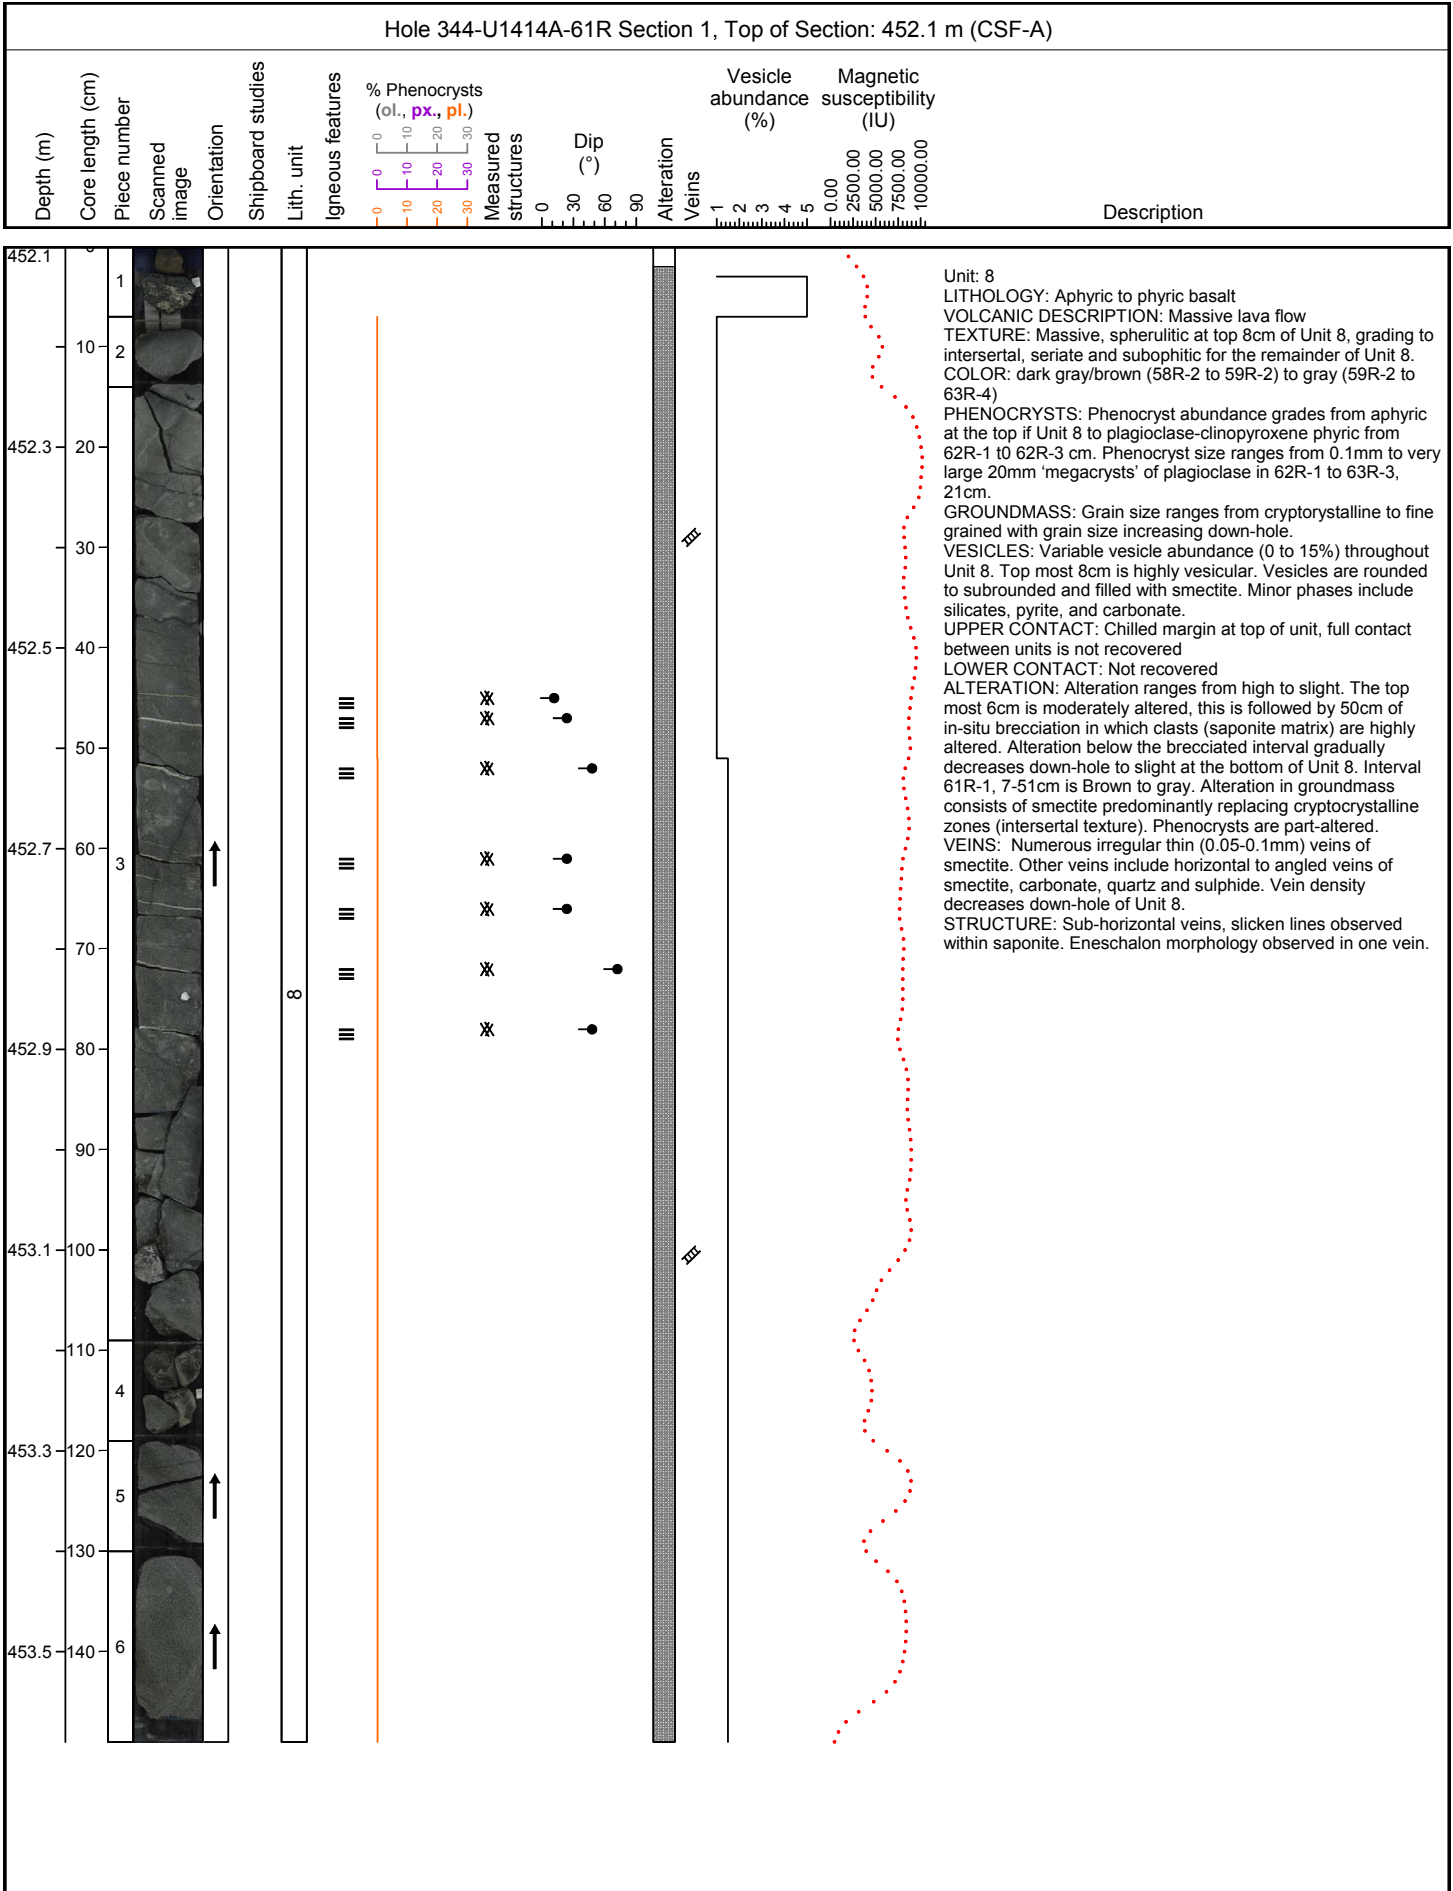 Hole 344-U1414A-61R Section 1, Top of Section: 452.1 m (CSF-A)
Depth (m)
Core length (cm)
Piece number
Scanned
image
Orientation
Shipboard studies
Lith. unit
Igneous features
% Phenocrysts
(ol., px., pl.)
0 10 20 30
0 10 20 30
0 10 20 30
Measured
structures
Dip
(°)
0 30 60 90
Alteration
Veins
Vesicle
abundance
(%)
1 2 3 4 5
Magnetic
susceptibility
(IU)
0.00 2500.00 5000.00 7500.00 10000.00
Description
452.1
452.3
452.5
452.7
452.9
453.1
453.3
453.5
10
20
30
40
50
60
70
80
90
100
110
120
130
140
1
2
3
4
5
6
8
Unit: 8
LITHOLOGY: Aphyric to phyric basalt
VOLCANIC DESCRIPTION: Massive lava flow
TEXTURE: Massive, spherulitic at top 8cm of Unit 8, grading to
intersertal, seriate and subophitic for the remainder of Unit 8.
COLOR: dark gray/brown (58R-2 to 59R-2) to gray (59R-2 to
63R-4)
PHENOCRYSTS: Phenocryst abundance grades from aphyric
at the top if Unit 8 to plagioclase-clinopyroxene phyric from
62R-1 t0 62R-3 cm. Phenocryst size ranges from 0.1mm to very
large 20mm ‘megacrysts’ of plagioclase in 62R-1 to 63R-3,
21cm.
GROUNDMASS: Grain size ranges from cryptorystalline to fine
grained with grain size increasing down-hole.
VESICLES: Variable vesicle abundance (0 to 15%) throughout
Unit 8. Top most 8cm is highly vesicular. Vesicles are rounded
to subrounded and filled with smectite. Minor phases include
silicates, pyrite, and carbonate.
UPPER CONTACT: Chilled margin at top of unit, full contact
between units is not recovered
LOWER CONTACT: Not recovered
ALTERATION: Alteration ranges from high to slight. The top
most 6cm is moderately altered, this is followed by 50cm of
in-situ brecciation in which clasts (saponite matrix) are highly
altered. Alteration below the brecciated interval gradually
decreases down-hole to slight at the bottom of Unit 8. Interval
61R-1, 7-51cm is Brown to gray. Alteration in groundmass
consists of smectite predominantly replacing cryptocrystalline
zones (intersertal texture). Phenocrysts are part-altered.
VEINS: Numerous irregular thin (0.05-0.1mm) veins of
smectite. Other veins include horizontal to angled veins of
smectite, carbonate, quartz and sulphide. Vein density
decreases down-hole of Unit 8.
STRUCTURE: Sub-horizontal veins, slicken lines observed
within saponite. Eneschalon morphology observed in one vein.